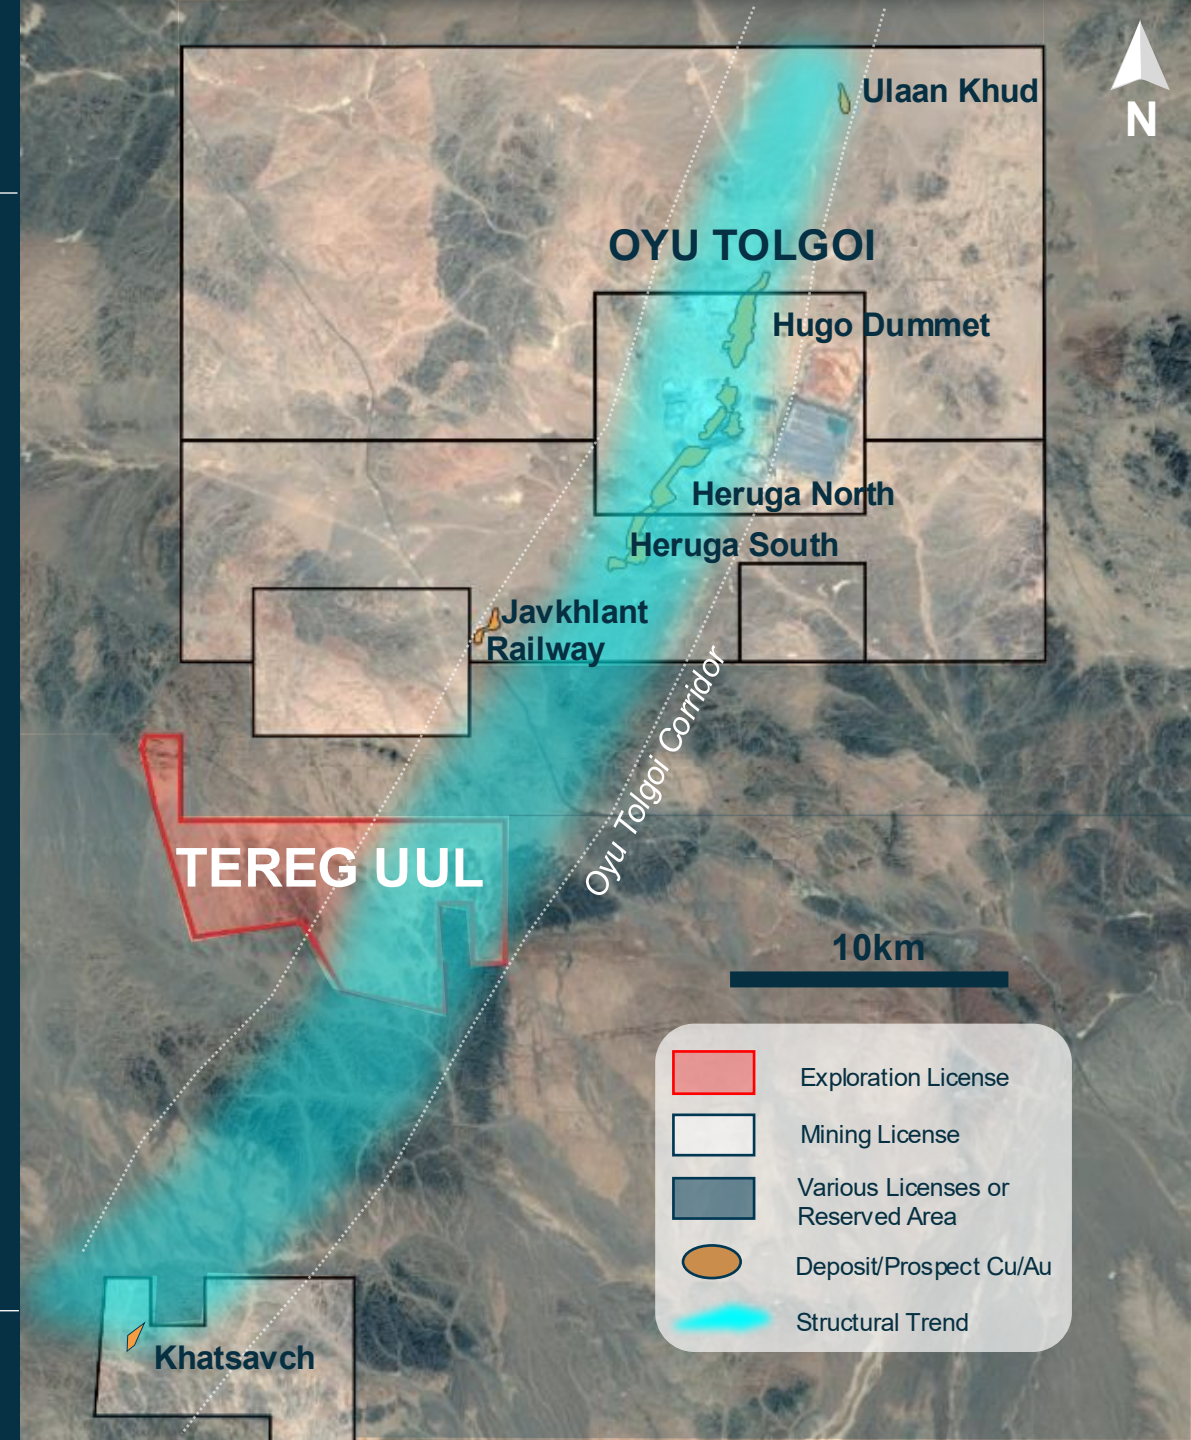 Ulaan Khud
N
OYU TOLGOI
Hugo Dummet
Heruga North
Heruga South
Javkhlant
Railway
Oyu Tolgoi Corridor
TEREG UUL
10km
Exploration License
Mining License
Various Licenses or
Reserved Area
Deposit/Prospect Cu/Au
Structural Trend
Khatsavch